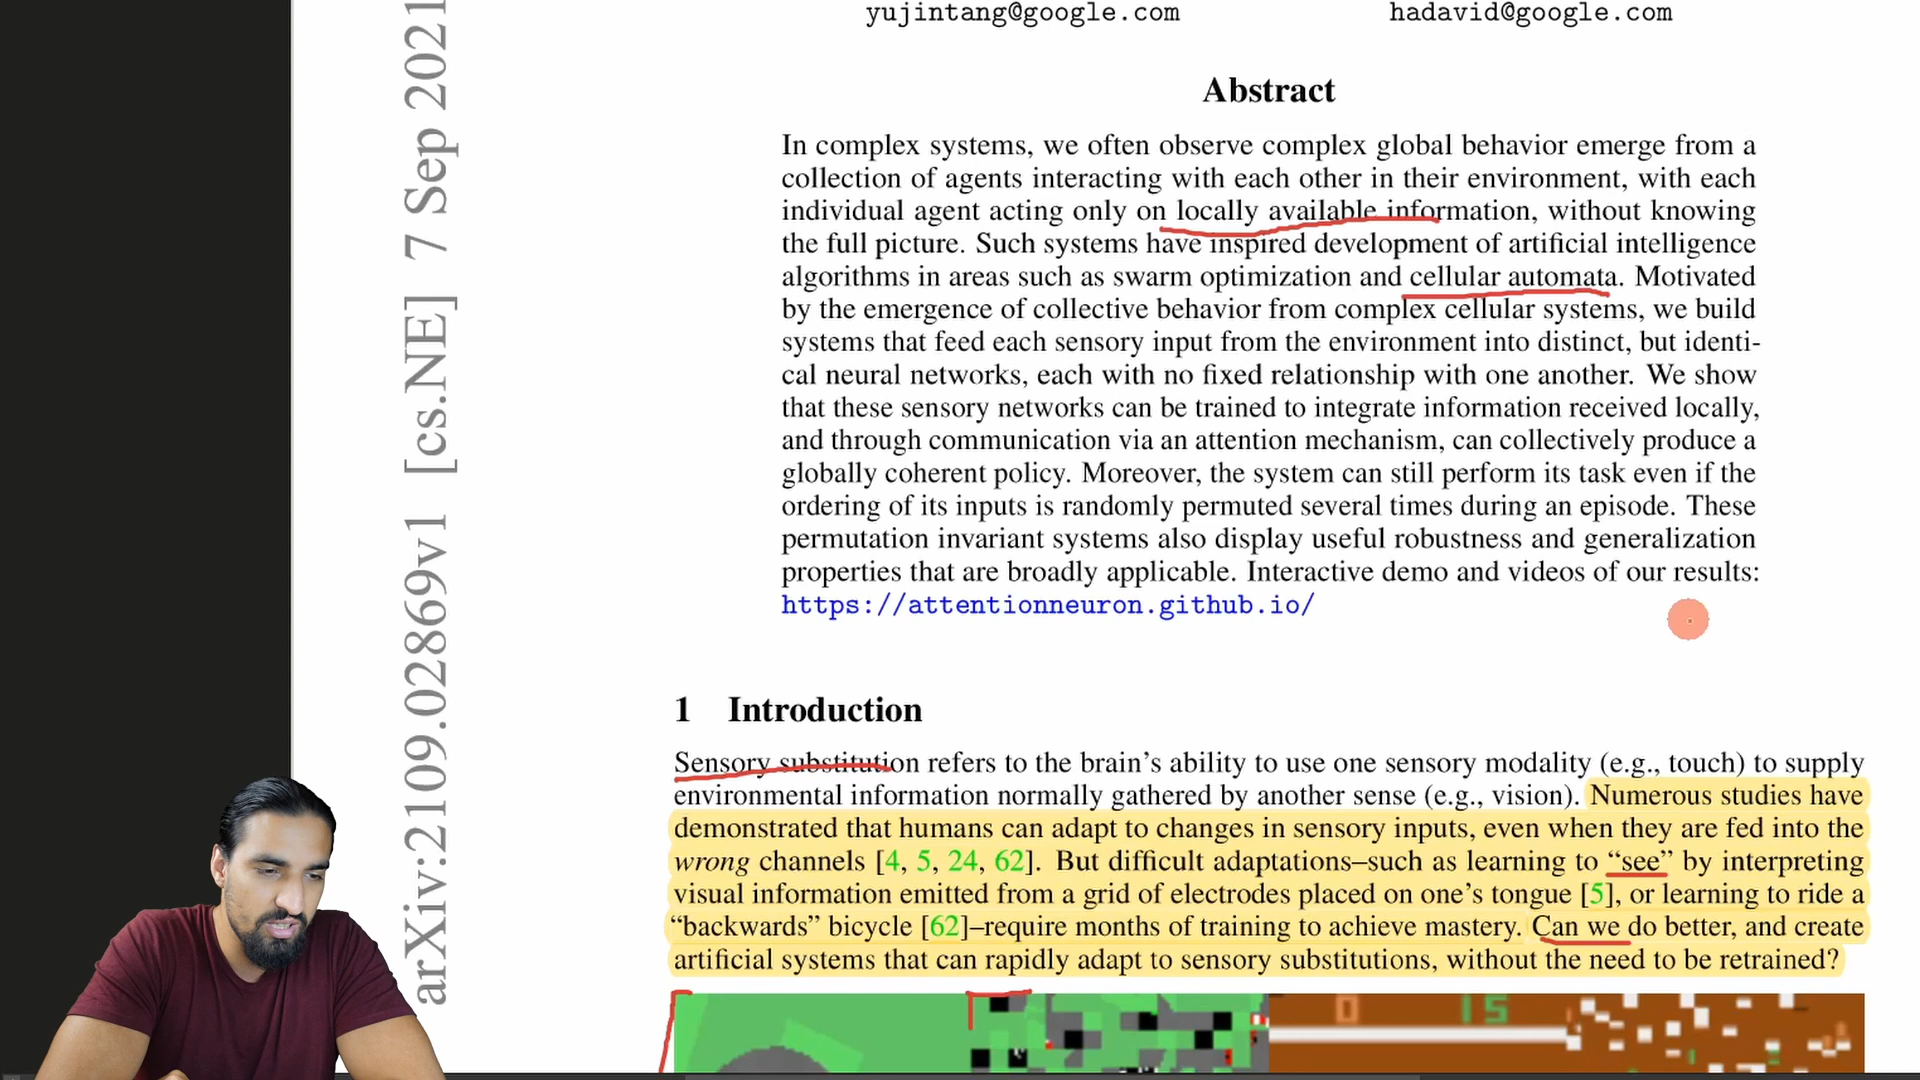 yujintang@google.com hadavid@google.com
arXiv:2109.02869v1 [cs.NE] 7 Sep 2021
Abstract
In complex systems, we often observe complex global behavior emerge from a
collection of agents interacting with each other in their environment, with each
individual agent acting only on locally available information, without knowing
the full picture. Such systems have inspired development of artificial intelligence
algorithms in areas such as swarm optimization and cellular automata. Motivated
by the emergence of collective behavior from complex cellular systems, we build
systems that feed each sensory input from the environment into distinct, but identi-
cal neural networks, each with no fixed relationship with one another. We show
that these sensory networks can be trained to integrate information received locally,
and through communication via an attention mechanism, can collectively produce a
globally coherent policy. Moreover, the system can still perform its task even if the
ordering of its inputs is randomly permuted several times during an episode. These
permutation invariant systems also display useful robustness and generalization
properties that are broadly applicable. Interactive demo and videos of our results:
https://attentionneuron.github.io/
1 Introduction
Sensory substitution refers to the brain’s ability to use one sensory modality (e.g., touch) to supply
environmental information normally gathered by another sense (e.g., vision). Numerous studies have
demonstrated that humans can adapt to changes in sensory inputs, even when they are fed into the
wrong channels [4, 5, 24, 62]. But difficult adaptations–such as learning to “see” by interpreting
visual information emitted from a grid of electrodes placed on one’s tongue [5], or learning to ride a
“backwards” bicycle [62]–require months of training to achieve mastery. Can we do better, and create
artificial systems that can rapidly adapt to sensory substitutions, without the need to be retrained?
0 15